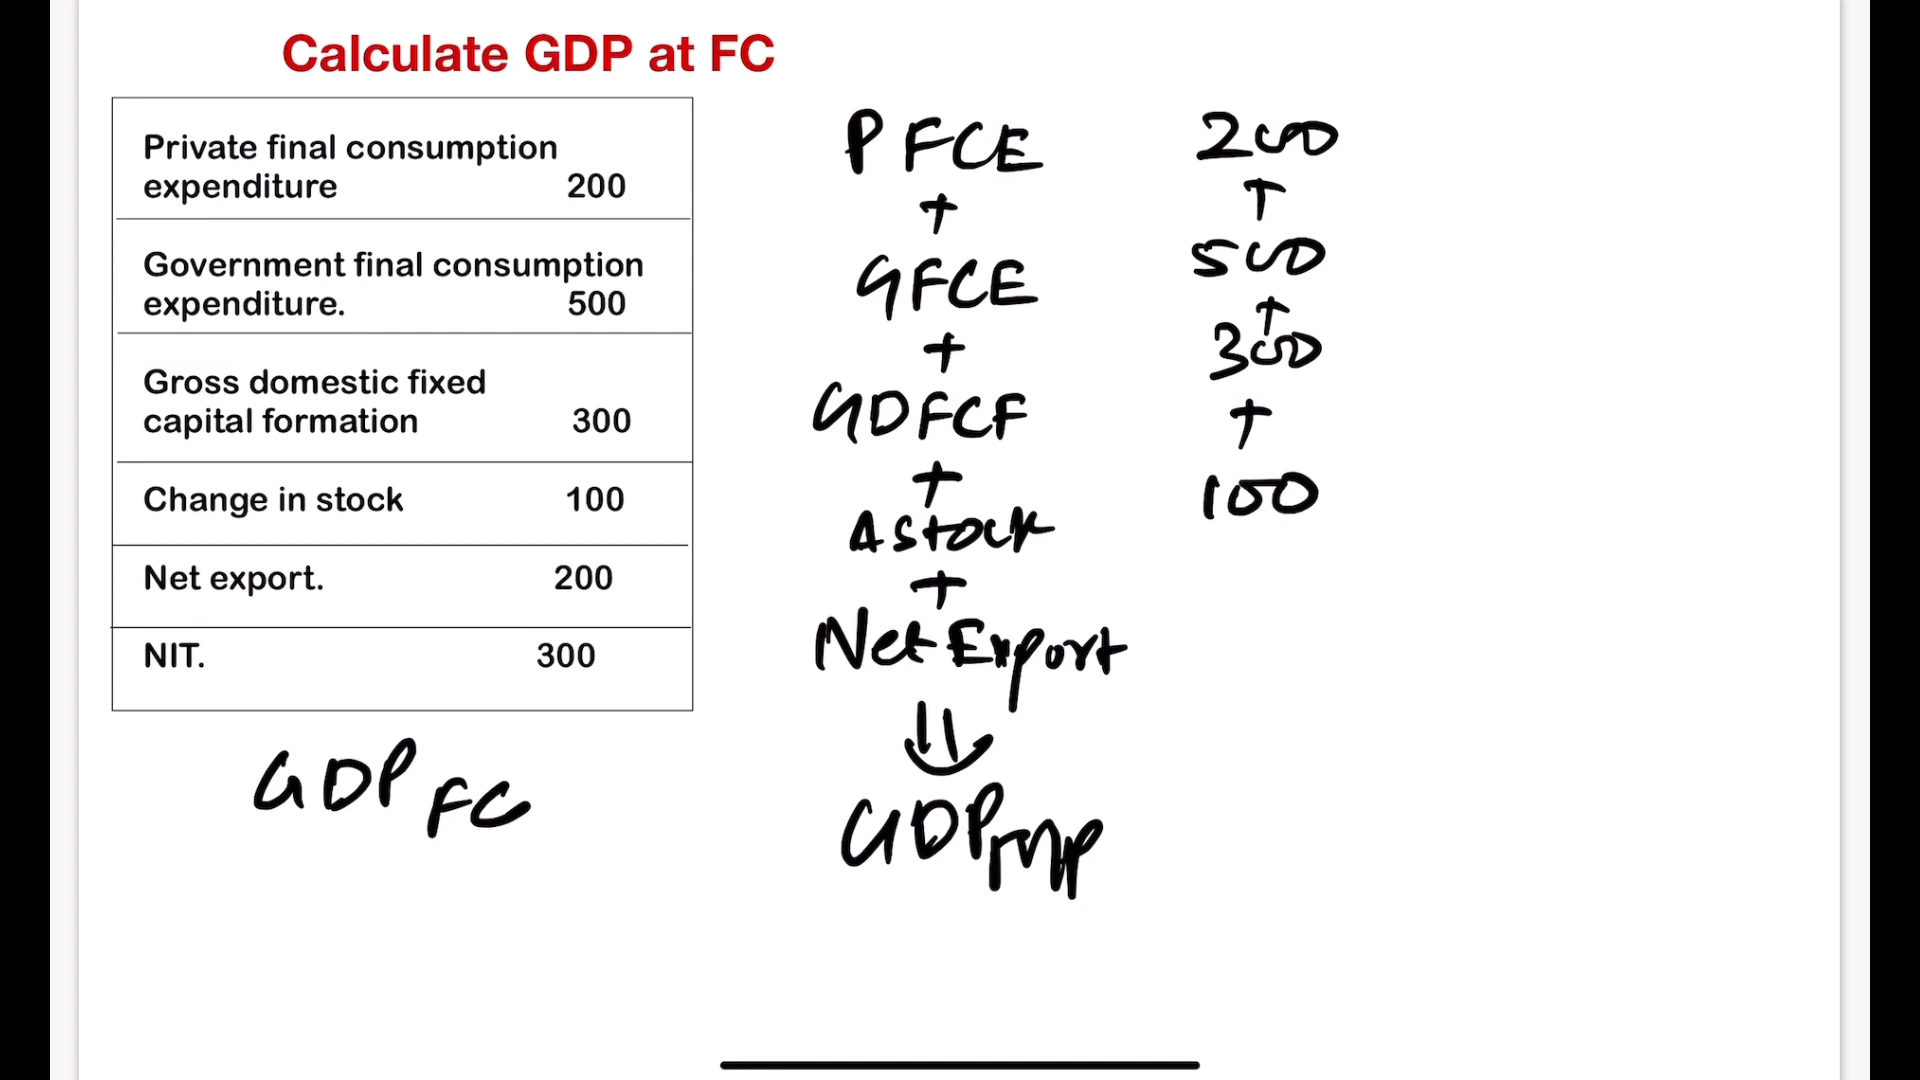 Calculate GDP at FC
Private final consumption
expenditure 200
Government final consumption
expenditure. 500
Gross domestic fixed
capital formation 300
Change in stock 100
Net export. 200
NIT. 300
GDP FC
PFCE
+
GFCE
+
GDFCF
+
Δ Stock
+
Net Export
GDP MP
200
+
500
+
300
+
100